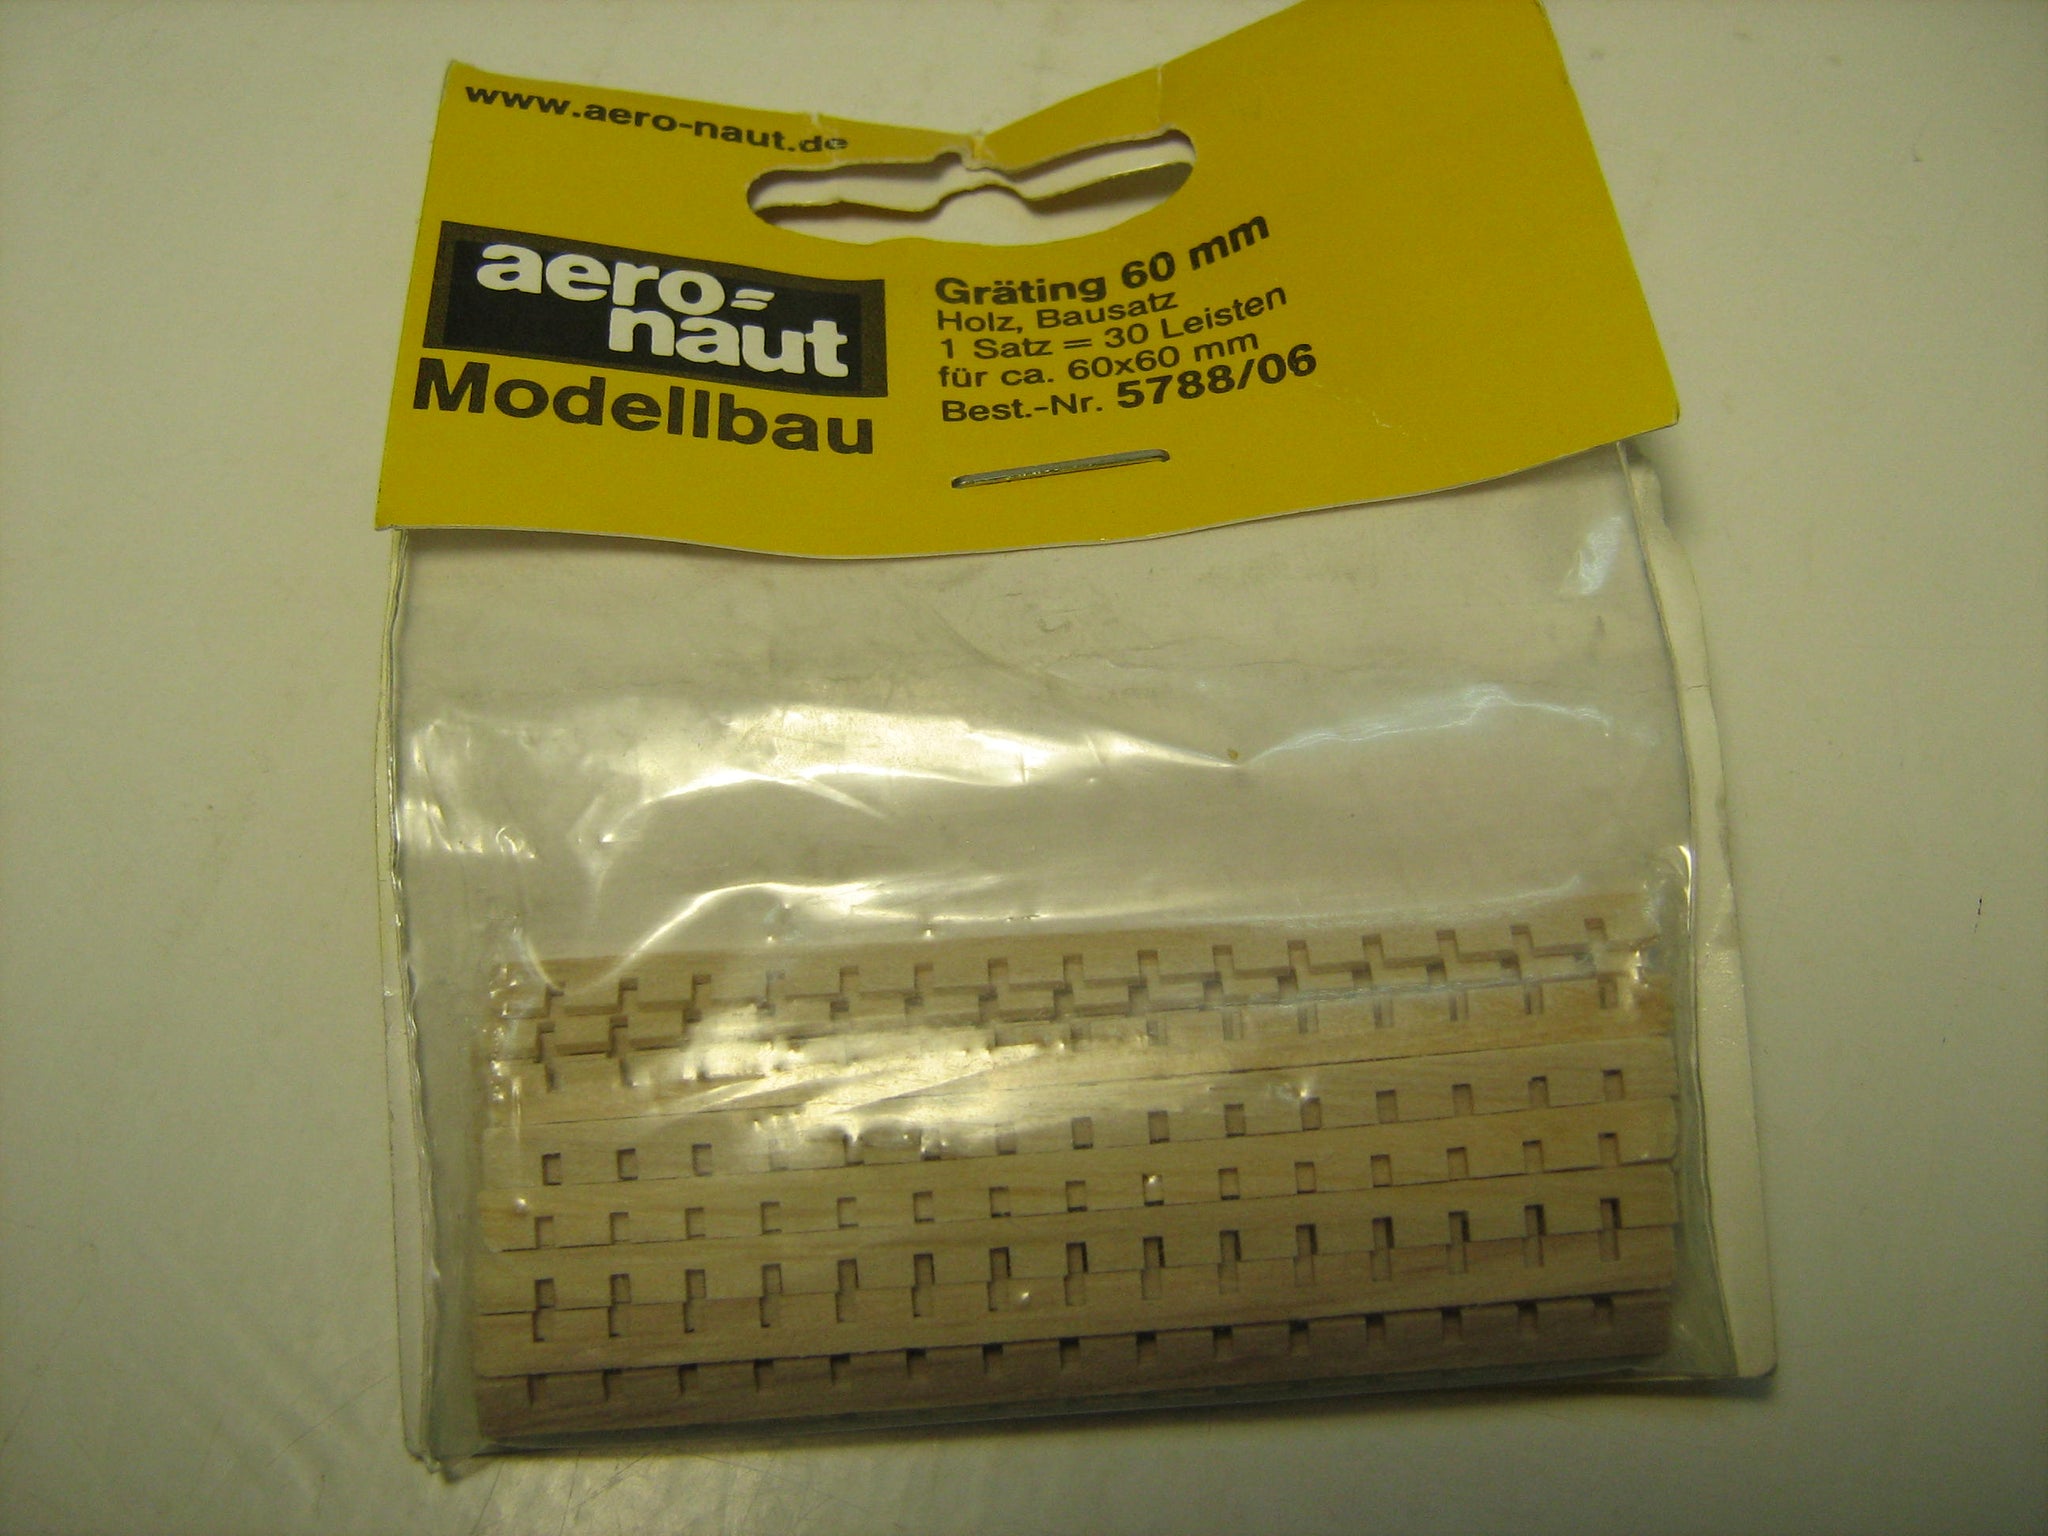 www.aero-naut.de
aero=
naut
Modellbau
Gräting 60 mm
Holz, Bausatz
1 Satz = 30 Leisten
für ca. 60x60 mm
Best.-Nr. 5788/06